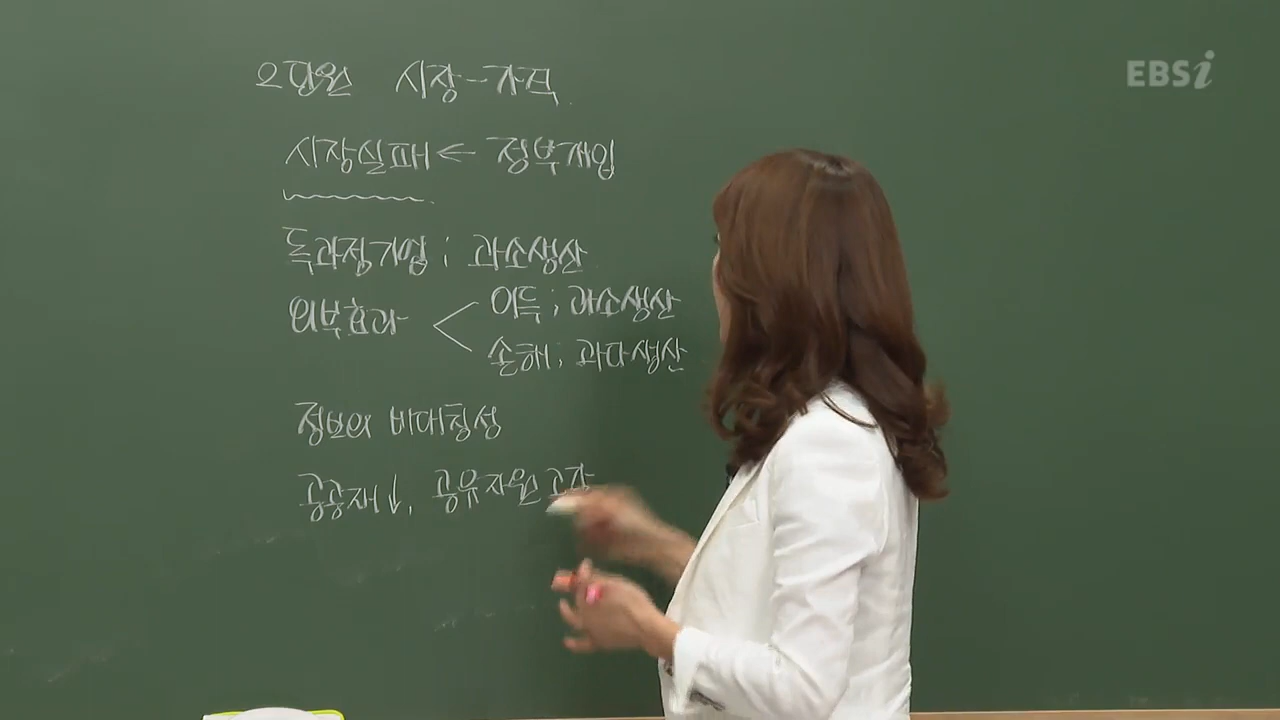 EBSi
오단원 시장-가격
시장실패 ← 정부개입
독과점기업 ; 과소생산
외부효과 < 이득 ; 과소생산
손해 ; 과다생산
정보의 비대칭성
공공재↓, 공유자원 고갈